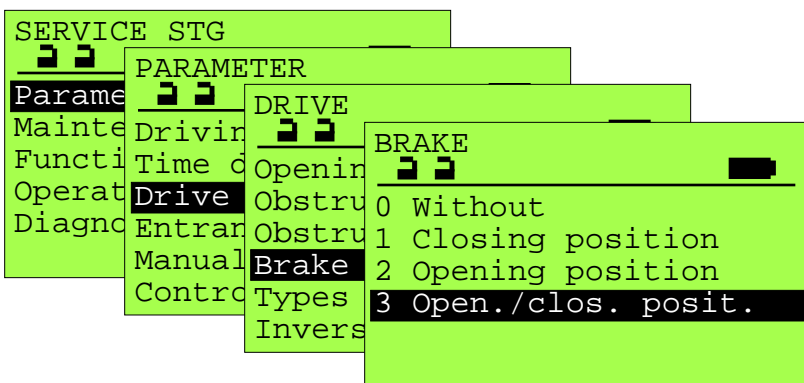 SERVICE STG
Parame
Mainte
Functi
Operat
Diagno
PARAMETER
Drivin
Time d
Drive
Entran
Manual
Contro
DRIVE
Openin
Obstru
Obstru
Brake
Types
Invers
BRAKE
0 Without
1 Closing position
2 Opening position
3 Open./clos. posit.